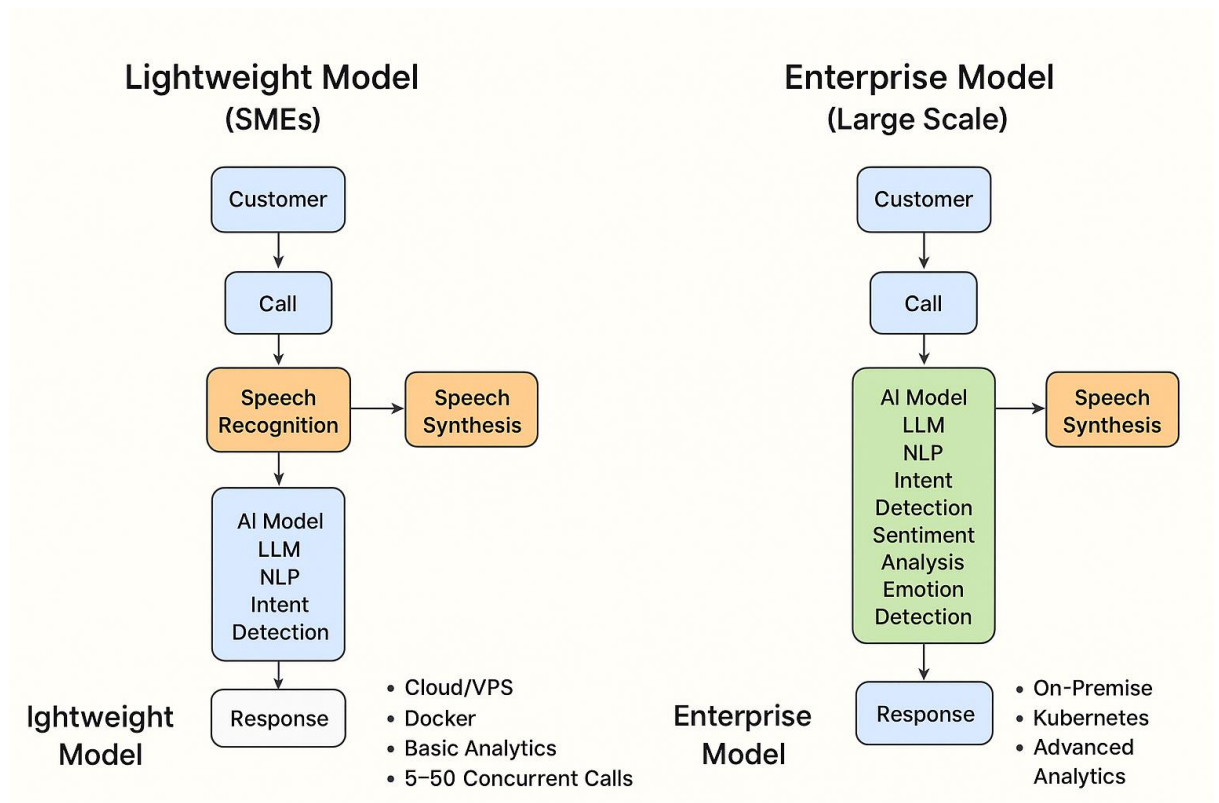 Lightweight Model
(SMEs)
Customer
Call
Speech
Recognition
Speech
Synthesis
AI Model
LLM
NLP
Intent
Detection
Response
lghtweight
Model
• Cloud/VPS
• Docker
• Basic Analytics
• 5–50 Concurrent Calls
Enterprise Model
(Large Scale)
Customer
Call
AI Model
LLM
NLP
Intent
Detection
Sentiment
Analysis
Emotion
Detection
Speech
Synthesis
Response
Enterprise
Model
• On-Premise
• Kubernetes
• Advanced
Analytics